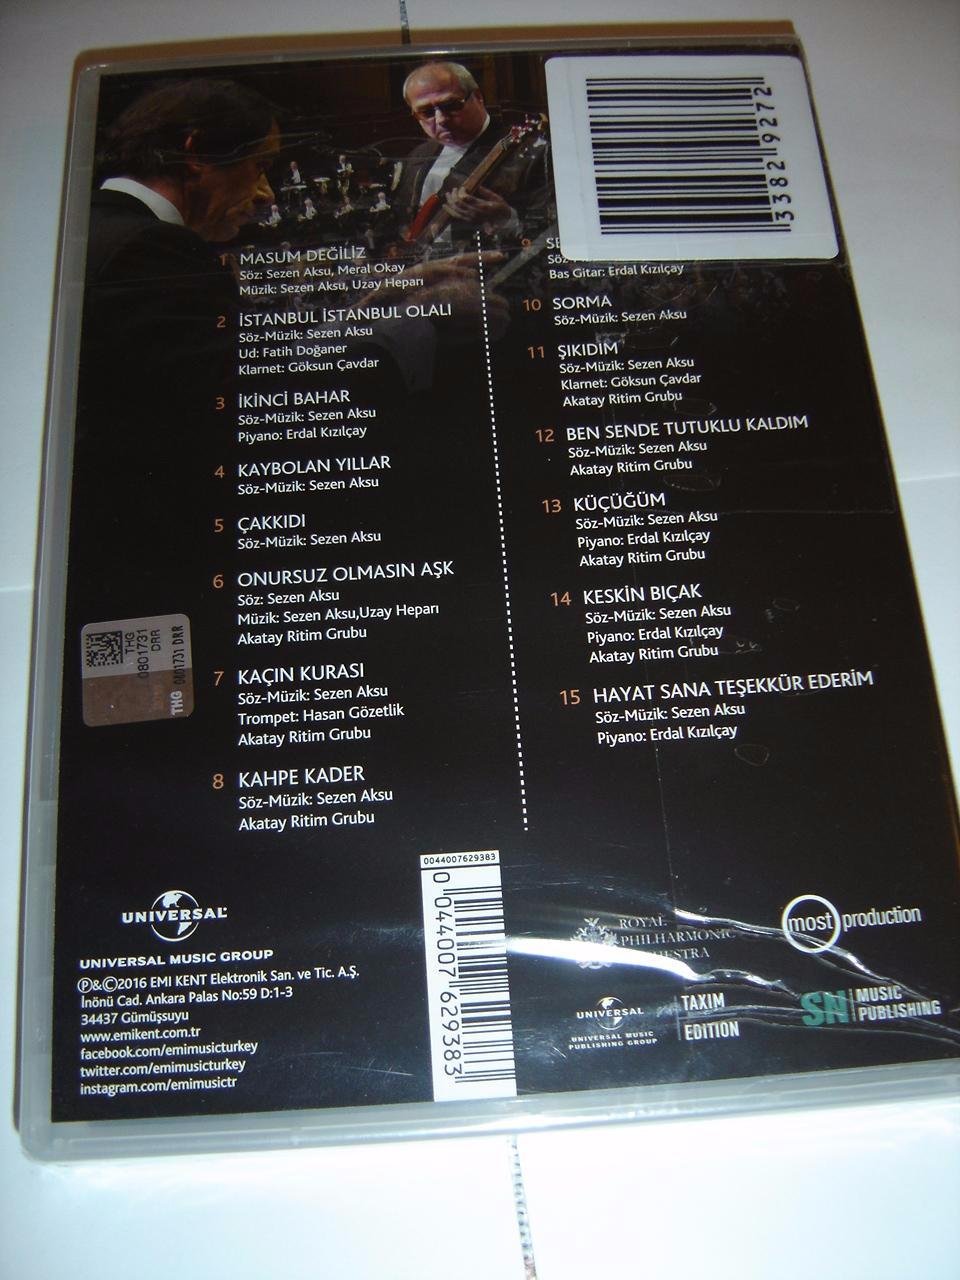 33821 9272
1 MASUM DEĞİLİZ
Söz: Sezen Aksu, Meral Okay
Müzik: Sezen Aksu, Uzay Heparı
2 İSTANBUL İSTANBUL OLALI
Söz-Müzik: Sezen Aksu
Ud: Fatih Doğaner
Klarnet: Göksun Çavdar
3 İKİNCİ BAHAR
Söz-Müzik: Sezen Aksu
Piyano: Erdal Kızılçay
4 KAYBOLAN YILLAR
Söz-Müzik: Sezen Aksu
5 ÇAKKIDI
Söz-Müzik: Sezen Aksu
6 ONURSUZ OLMASIN AŞK
Söz: Sezen Aksu
Müzik: Sezen Aksu,Uzay Heparı
Akatay Ritim Grubu
7 KAÇIN KURASI
Söz-Müzik: Sezen Aksu
Trompet: Hasan Gözetlik
Akatay Ritim Grubu
8 KAHPE KADER
Söz-Müzik: Sezen Aksu
Akatay Ritim Grubu
9
Bas Gitar: Erdal Kızılçay
10 SORMA
Söz-Müzik: Sezen Aksu
11 ŞIKIDIM
Söz-Müzik: Sezen Aksu
Klarnet: Göksun Çavdar
Akatay Ritim Grubu
12 BEN SENDE TUTUKLU KALDIM
Söz-Müzik: Sezen Aksu
Akatay Ritim Grubu
13 KÜÇÜĞÜM
Söz-Müzik: Sezen Aksu
Piyano: Erdal Kızılçay
Akatay Ritim Grubu
14 KESKİN BIÇAK
Söz-Müzik: Sezen Aksu
Piyano: Erdal Kızılçay
Akatay Ritim Grubu
15 HAYAT SANA TEŞEKKÜR EDERİM
Söz-Müzik: Sezen Aksu
Piyano: Erdal Kızılçay
THG
0801731
DRR
THG 0801731 DRR
UNIVERSAL
UNIVERSAL MUSIC GROUP
℗&©2016 EMI KENT Elektronik San. ve Tic. A.Ş.
İnönü Cad. Ankara Palas No:59 D:1-3
34437 Gümüşsuyu
www.emikent.com.tr
facebook.com/emimusicturkey
twitter.com/emimusicturkey
instagram.com/emimusictr
0044007629383
0 044007 629383
ROYAL
PHILHARMONIC
most production
UNIVERSAL
UNIVERSAL MUSIC
PUBLISHING GROUP
TAXIM
EDITION
SN MUSIC
PUBLISHING